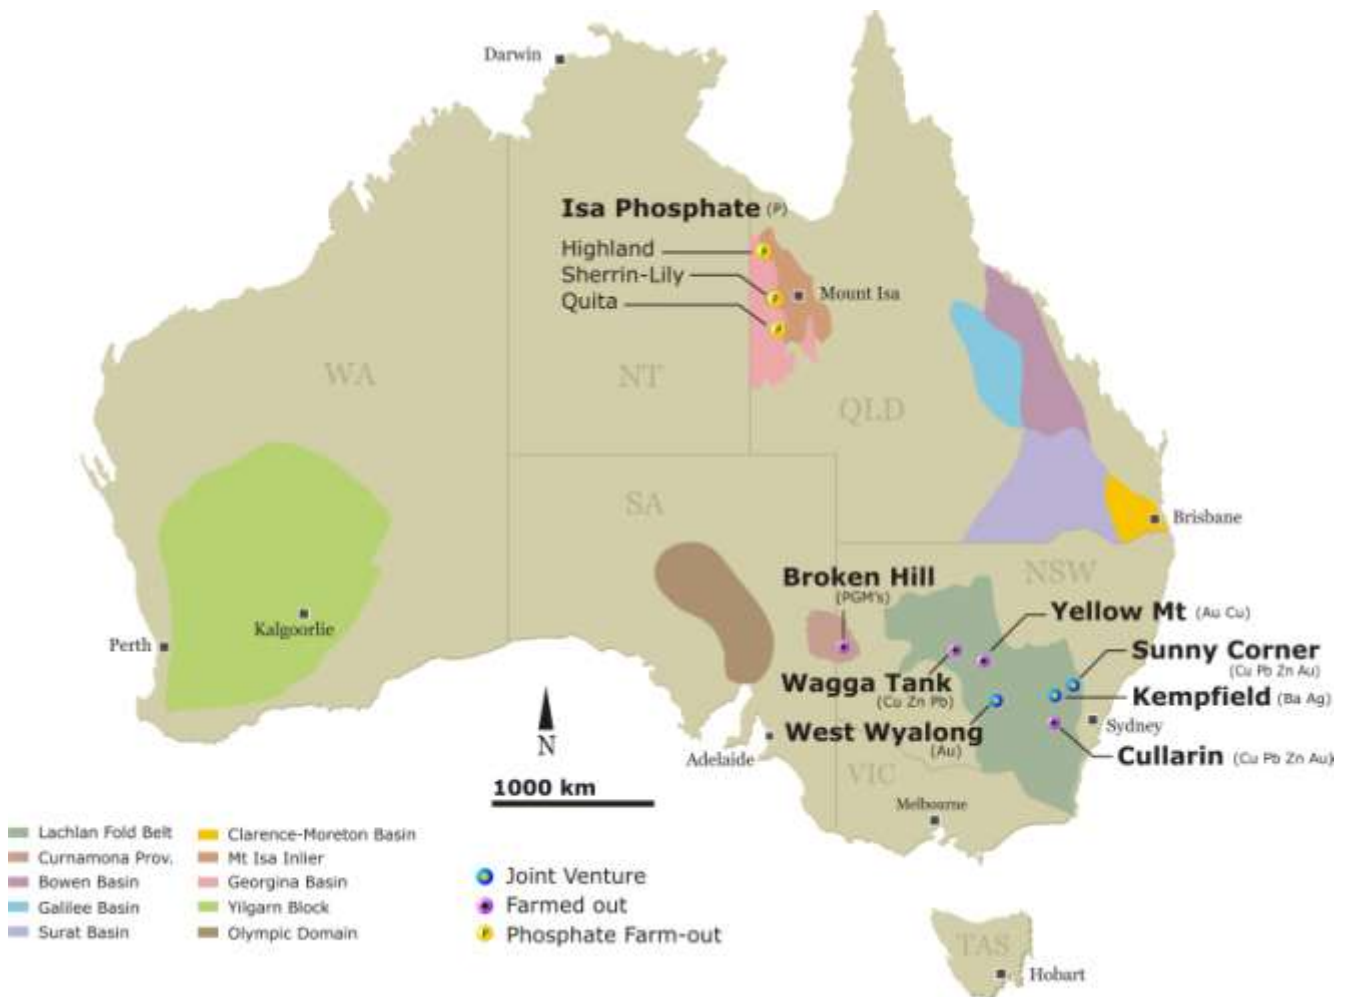 Darwin
Isa Phosphate (P)
Highland
Sherrin-Lily
Quita
P
P
P
Mount Isa
WA
NT
QLD
SA
Brisbane
NSW
Broken Hill
(PGM's)
Yellow Mt (Au Cu)
Kalgoorlie
Perth
Sunny Corner
(Cu Pb Zn Au)
Wagga Tank
(Cu Zn Pb)
Kempfield (Ba Ag)
West Wyalong
(Au)
Sydney
Cullarin (Cu Pb Zn Au)
N
Adelaide
VIC
1000 km
Melbourne
Lachlan Fold Belt
Curnamona Prov.
Bowen Basin
Galilee Basin
Surat Basin
Clarence-Moreton Basin
Mt Isa Inlier
Georgina Basin
Yilgarn Block
Olympic Domain
Joint Venture
Farmed out
P Phosphate Farm-out
TAS
Hobart